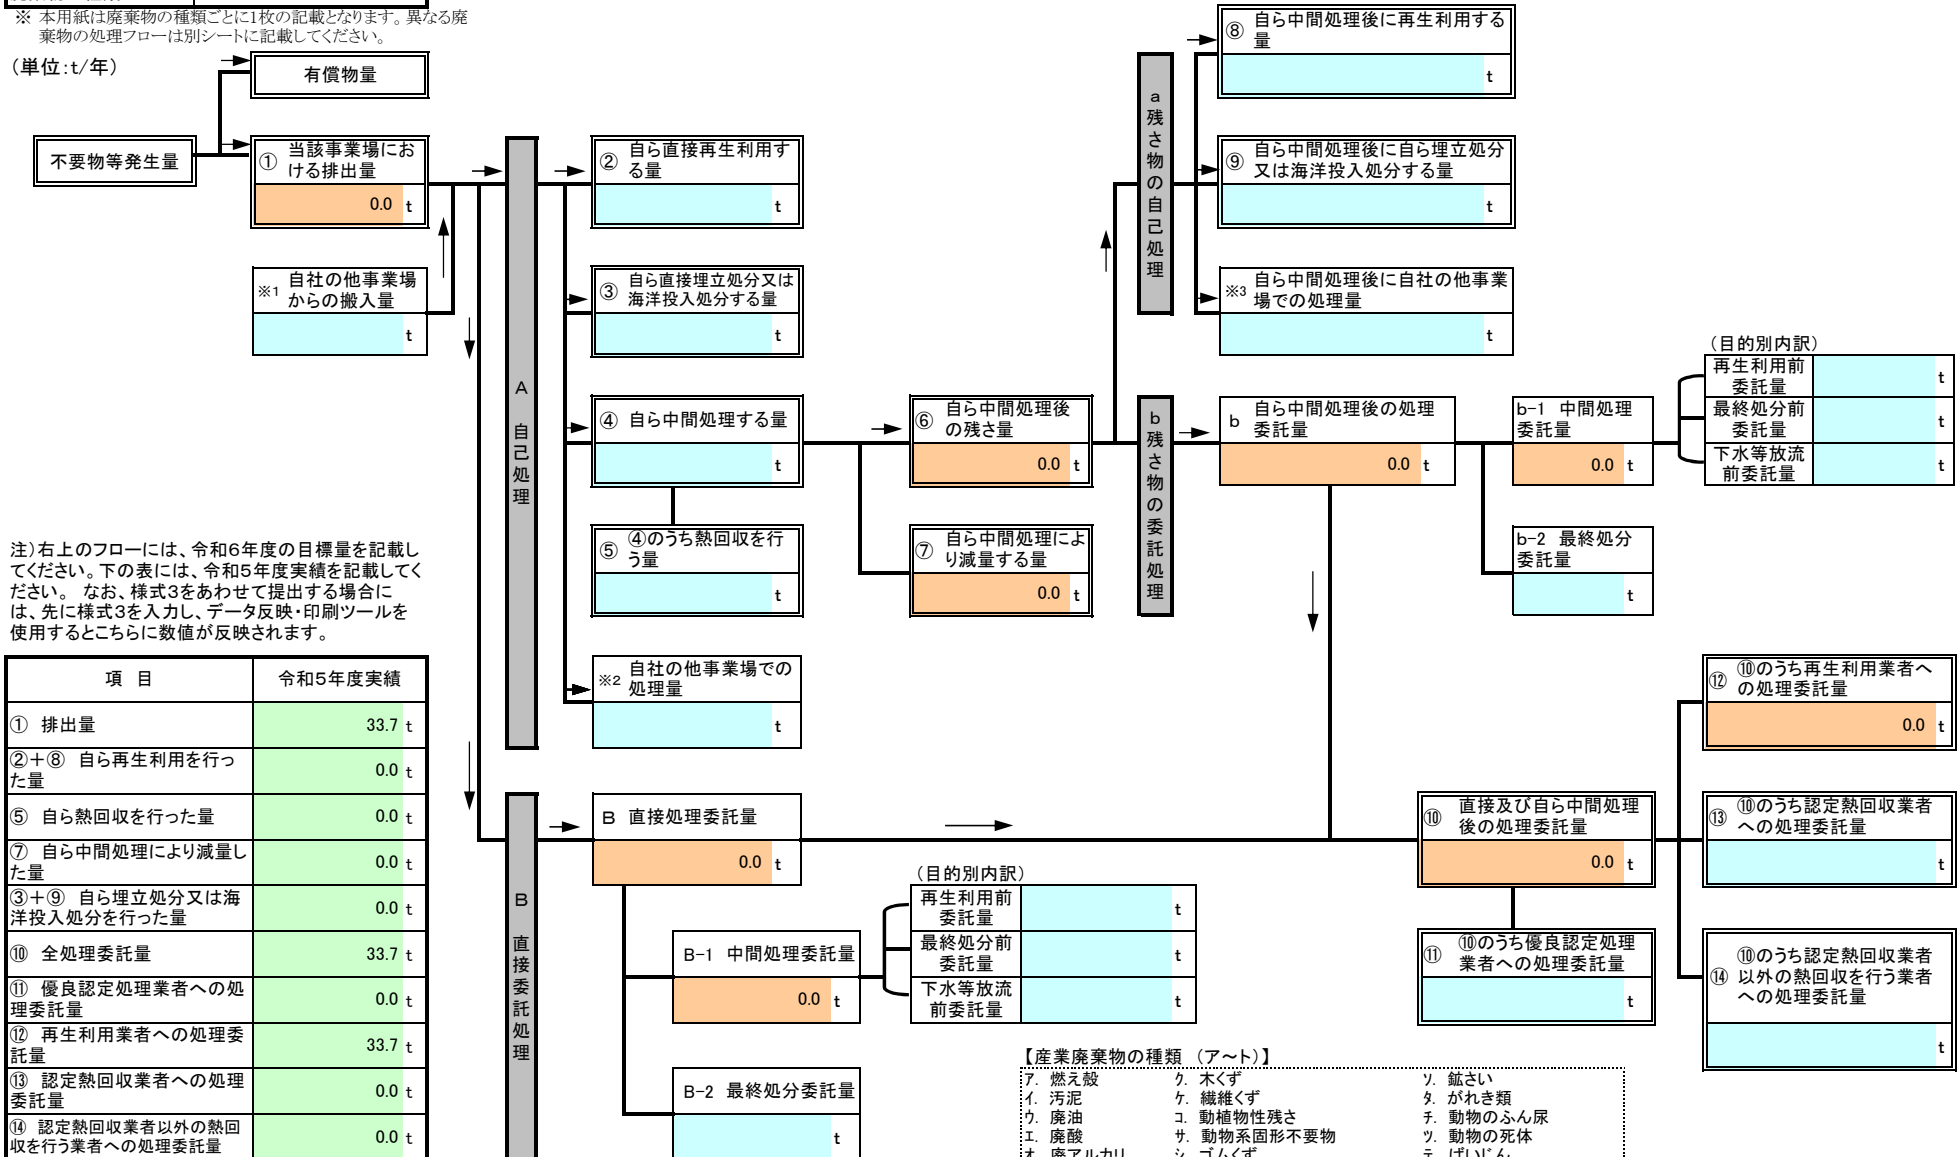 ※ 本用紙は廃棄物の種類ごとに1枚の記載となります。異なる廃
棄物の処理フローは別シートに記載してください。
(単位:t/年)
有償物量
不要物等発生量
① 当該事業場にお
ける排出量
0.0 t
※1 自社の他事業場
からの搬入量
t
A 自己処理
② 自ら直接再生利用す
る量
t
③ 自ら直接埋立処分又は
海洋投入処分する量
t
④ 自ら中間処理する量
t
⑤ ④のうち熱回収を行
う量
t
※2 自社の他事業場での
処理量
t
⑥ 自ら中間処理後
の残さ量
0.0 t
⑦ 自ら中間処理によ
り減量する量
0.0 t
a残さ物の自己処理
⑧ 自ら中間処理後に再生利用する
量
t
⑨ 自ら中間処理後に自ら埋立処分
又は海洋投入処分する量
t
※3 自ら中間処理後に自社の他事業
場での処理量
t
b残さ物の委託処理
b 自ら中間処理後の処理
委託量
0.0 t
b-1 中間処理
委託量
0.0 t
b-2 最終処分
委託量
t
(目的別内訳)
再生利用前
委託量
t
最終処分前
委託量
t
下水等放流
前委託量
t
注)右上のフローには、令和6年度の目標量を記載し
てください。下の表には、令和5年度実績を記載してく
ださい。 なお、様式3をあわせて提出する場合に
は、先に様式3を入力し、データ反映・印刷ツールを
使用するとこちらに数値が反映されます。
項 目 令和5年度実績
① 排出量 33.7 t
②+⑧ 自ら再生利用を行っ
た量 0.0 t
⑤ 自ら熱回収を行った量 0.0 t
⑦ 自ら中間処理により減量し
た量 0.0 t
③+⑨ 自ら埋立処分又は海
洋投入処分を行った量 0.0 t
⑩ 全処理委託量 33.7 t
⑪ 優良認定処理業者への処
理委託量 0.0 t
⑫ 再生利用業者への処理委
託量 33.7 t
⑬ 認定熱回収業者への処理
委託量 0.0 t
⑭ 認定熱回収業者以外の熱回
収を行う業者への処理委託量 0.0 t
B 直接委託処理
B 直接処理委託量
0.0 t
B-1 中間処理委託量
0.0 t
B-2 最終処分委託量
t
(目的別内訳)
再生利用前
委託量
t
最終処分前
委託量
t
下水等放流
前委託量
t
⑩ 直接及び自ら中間処理
後の処理委託量
0.0 t
⑪ ⑩のうち優良認定処理
業者への処理委託量
t
⑫ ⑩のうち再生利用業者へ
の処理委託量
0.0 t
⑬ ⑩のうち認定熱回収業者
への処理委託量
t
⑭ ⑩のうち認定熱回収業者
以外の熱回収を行う業者
への処理委託量
t
【産業廃棄物の種類 (ア~ト)】
ア. 燃え殻 ク. 木くず ソ. 鉱さい
イ. 汚泥 ケ. 繊維くず タ. がれき類
ウ. 廃油 コ. 動植物性残さ チ. 動物のふん尿
エ. 廃酸 サ. 動物系固形不要物 ツ. 動物の死体
オ. 廃アルカリ シ. ゴムくず テ. ばいじん